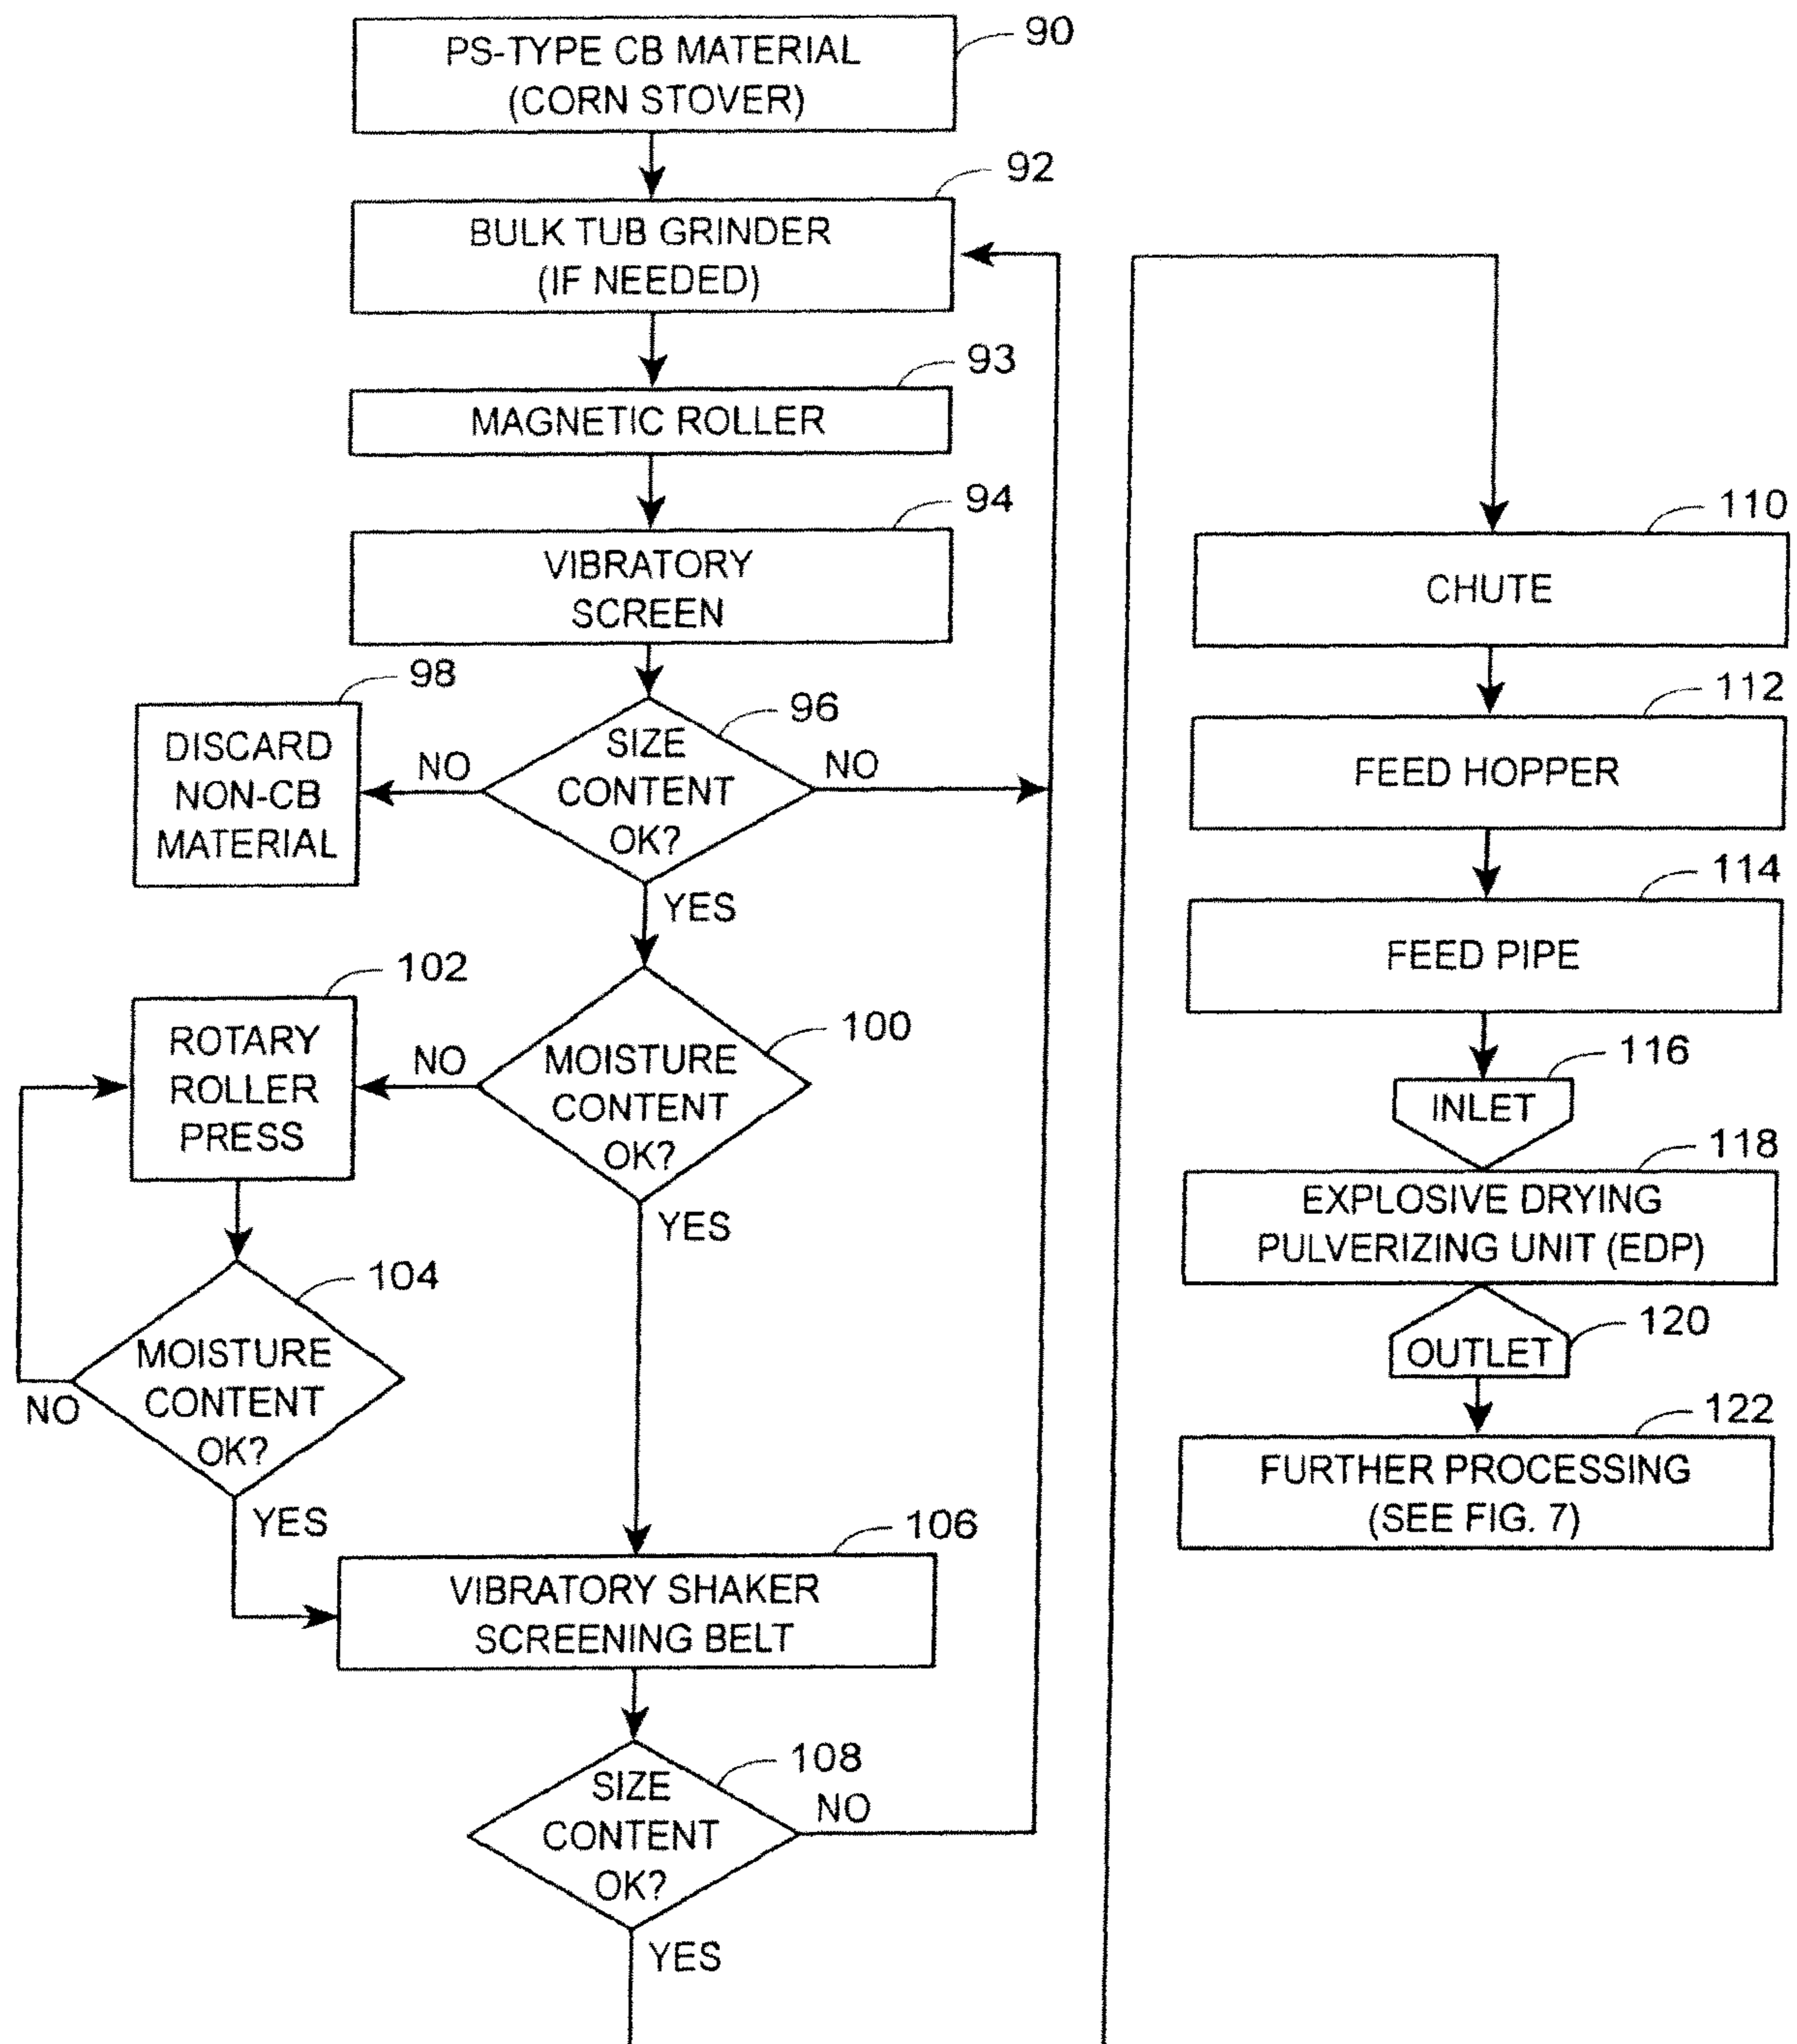 90
PS-TYPE CB MATERIAL
(CORN STOVER)
92
BULK TUB GRINDER
(IF NEEDED)
93
MAGNETIC ROLLER
94
VIBRATORY
SCREEN
98
DISCARD
NON-CB
MATERIAL
NO
96
SIZE
CONTENT
OK?
NO
YES
102
ROTARY
ROLLER
PRESS
NO
100
MOISTURE
CONTENT
OK?
YES
104
MOISTURE
CONTENT
OK?
NO
YES
106
VIBRATORY SHAKER
SCREENING BELT
108
SIZE
CONTENT
OK?
NO
YES
110
CHUTE
112
FEED HOPPER
114
FEED PIPE
116
INLET
118
EXPLOSIVE DRYING
PULVERIZING UNIT (EDP)
120
OUTLET
122
FURTHER PROCESSING
(SEE FIG. 7)